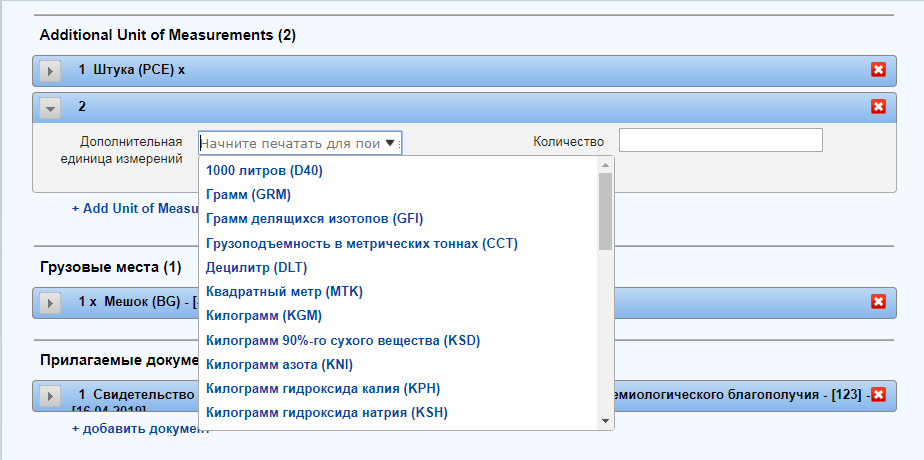 Additional Unit of Measurements (2)
1 Штука (PCE) x
2
Дополнительная
единица измерений
Начните печатать для пои
Количество
1000 литров (D40)
Грамм (GRM)
Грамм делящихся изотопов (GFI)
Грузоподъемность в метрических тоннах (CCT)
Децилитр (DLT)
Квадратный метр (MTK)
Килограмм (KGM)
Килограмм 90%-го сухого вещества (KSD)
Килограмм азота (KNI)
Килограмм гидроксида калия (KPH)
Килограмм гидроксида натрия (KSH)
+ Add Unit of Measu
Грузовые места (1)
1 x Мешок (BG) - [
Прилагаемые докуме
1 Свидетельство емиологического благополучия - [123] -
[16.04.2019]
+ добавить документ